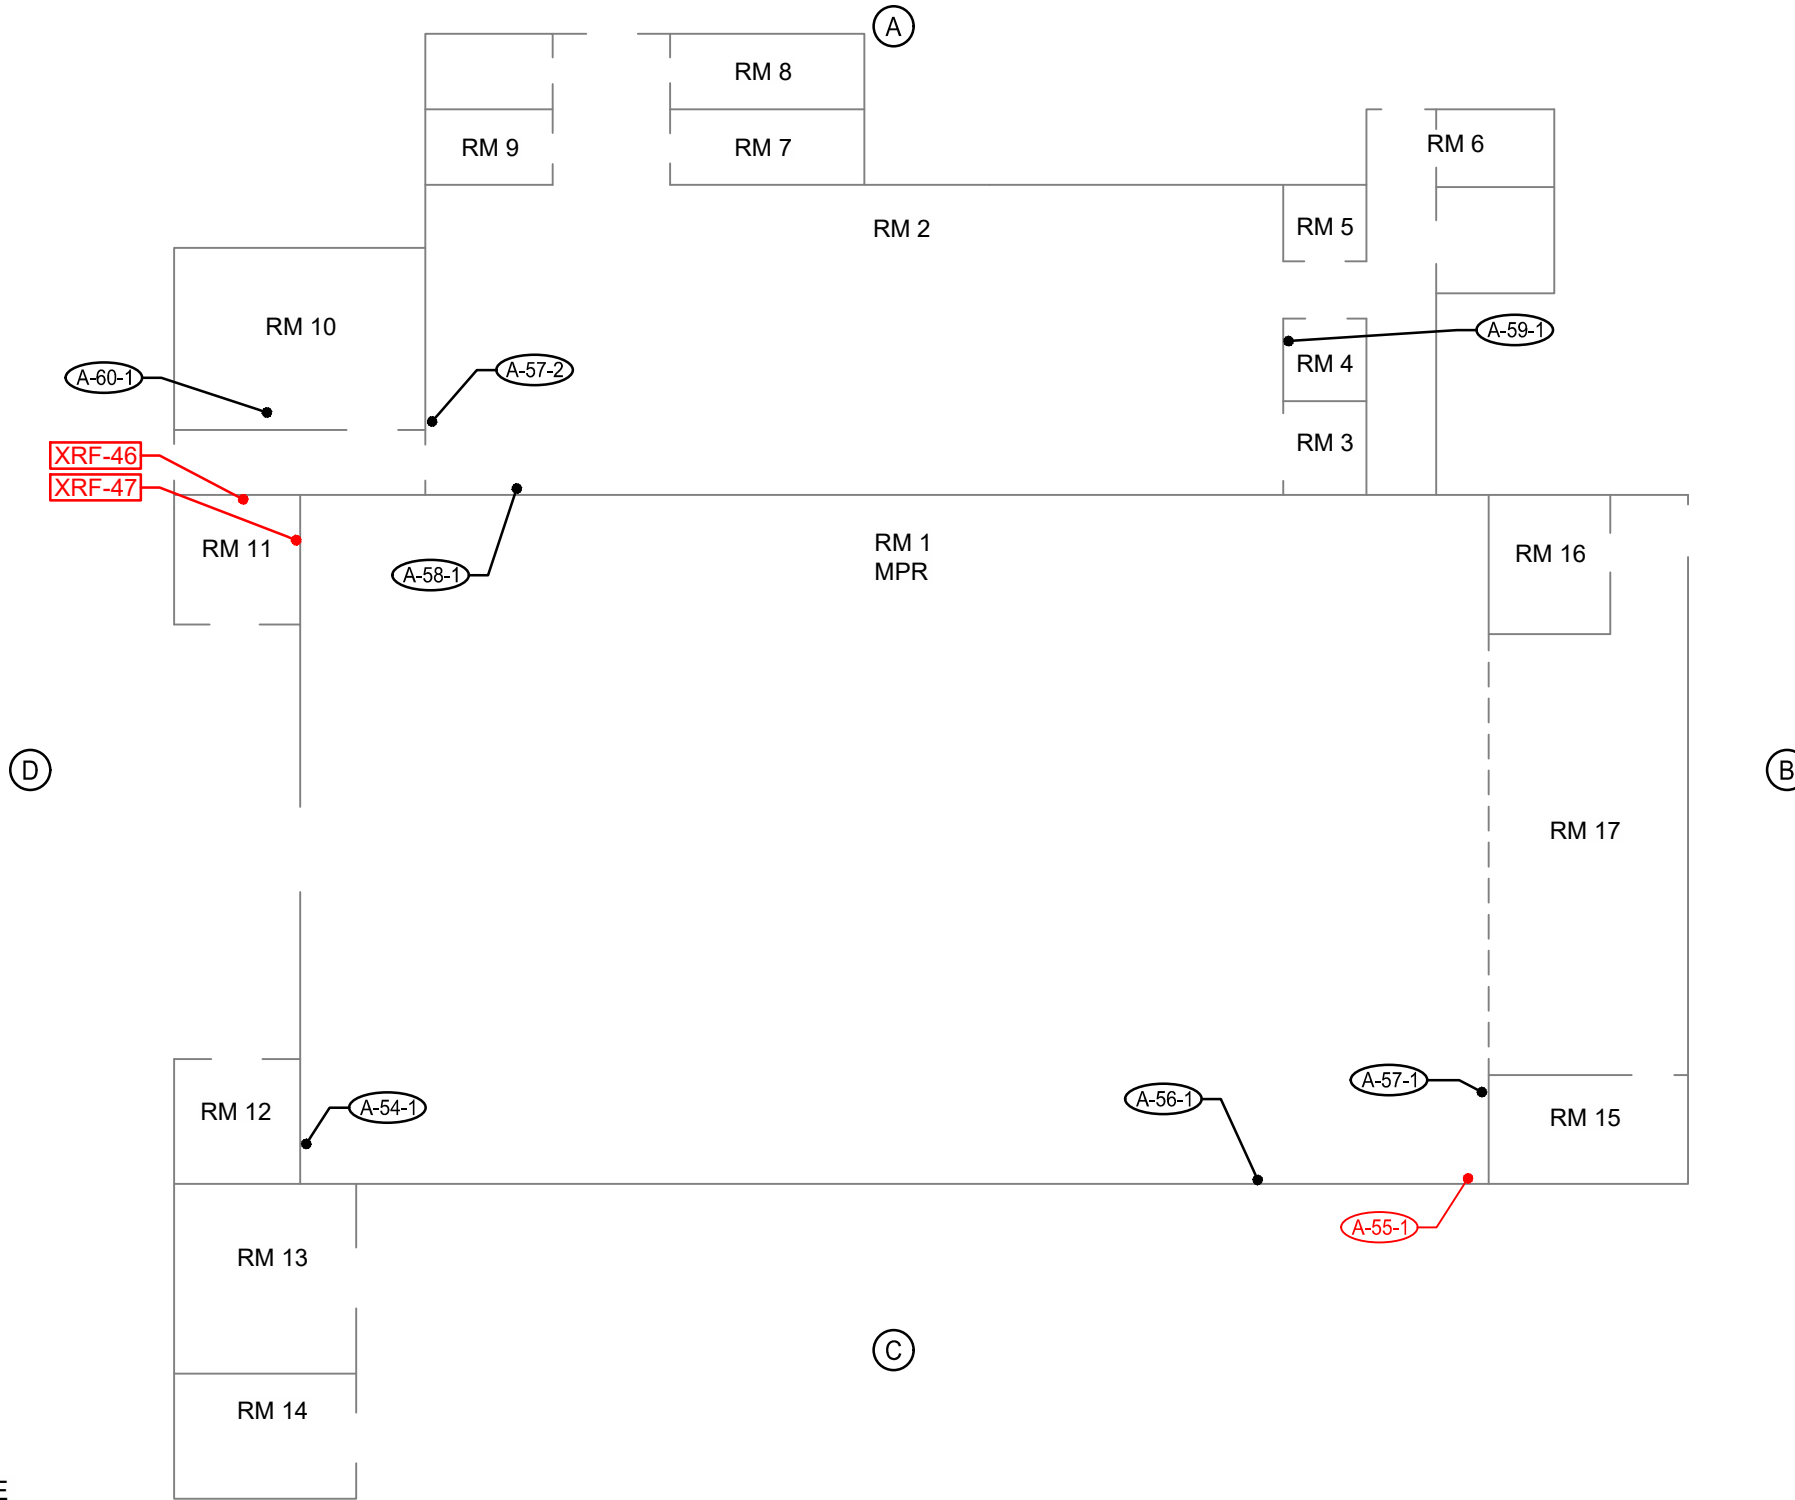 A
RM 8
RM 9
RM 7
RM 6
RM 2
RM 5
RM 10
A-59-1
A-60-1
A-57-2
RM 4
RM 3
XRF-46
XRF-47
RM 11
A-58-1
RM 1
MPR
RM 16
D
B
RM 17
RM 12
A-54-1
A-56-1
A-57-1
RM 15
A-55-1
RM 13
C
RM 14
E